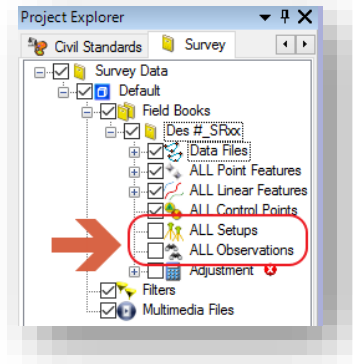 Project Explorer
Civil Standards Survey
Survey Data
Default
Field Books
Des #_SRxx
Data Files
ALL Point Features
ALL Linear Features
ALL Control Points
ALL Setups
ALL Observations
Adjustment
Filters
Multimedia Files